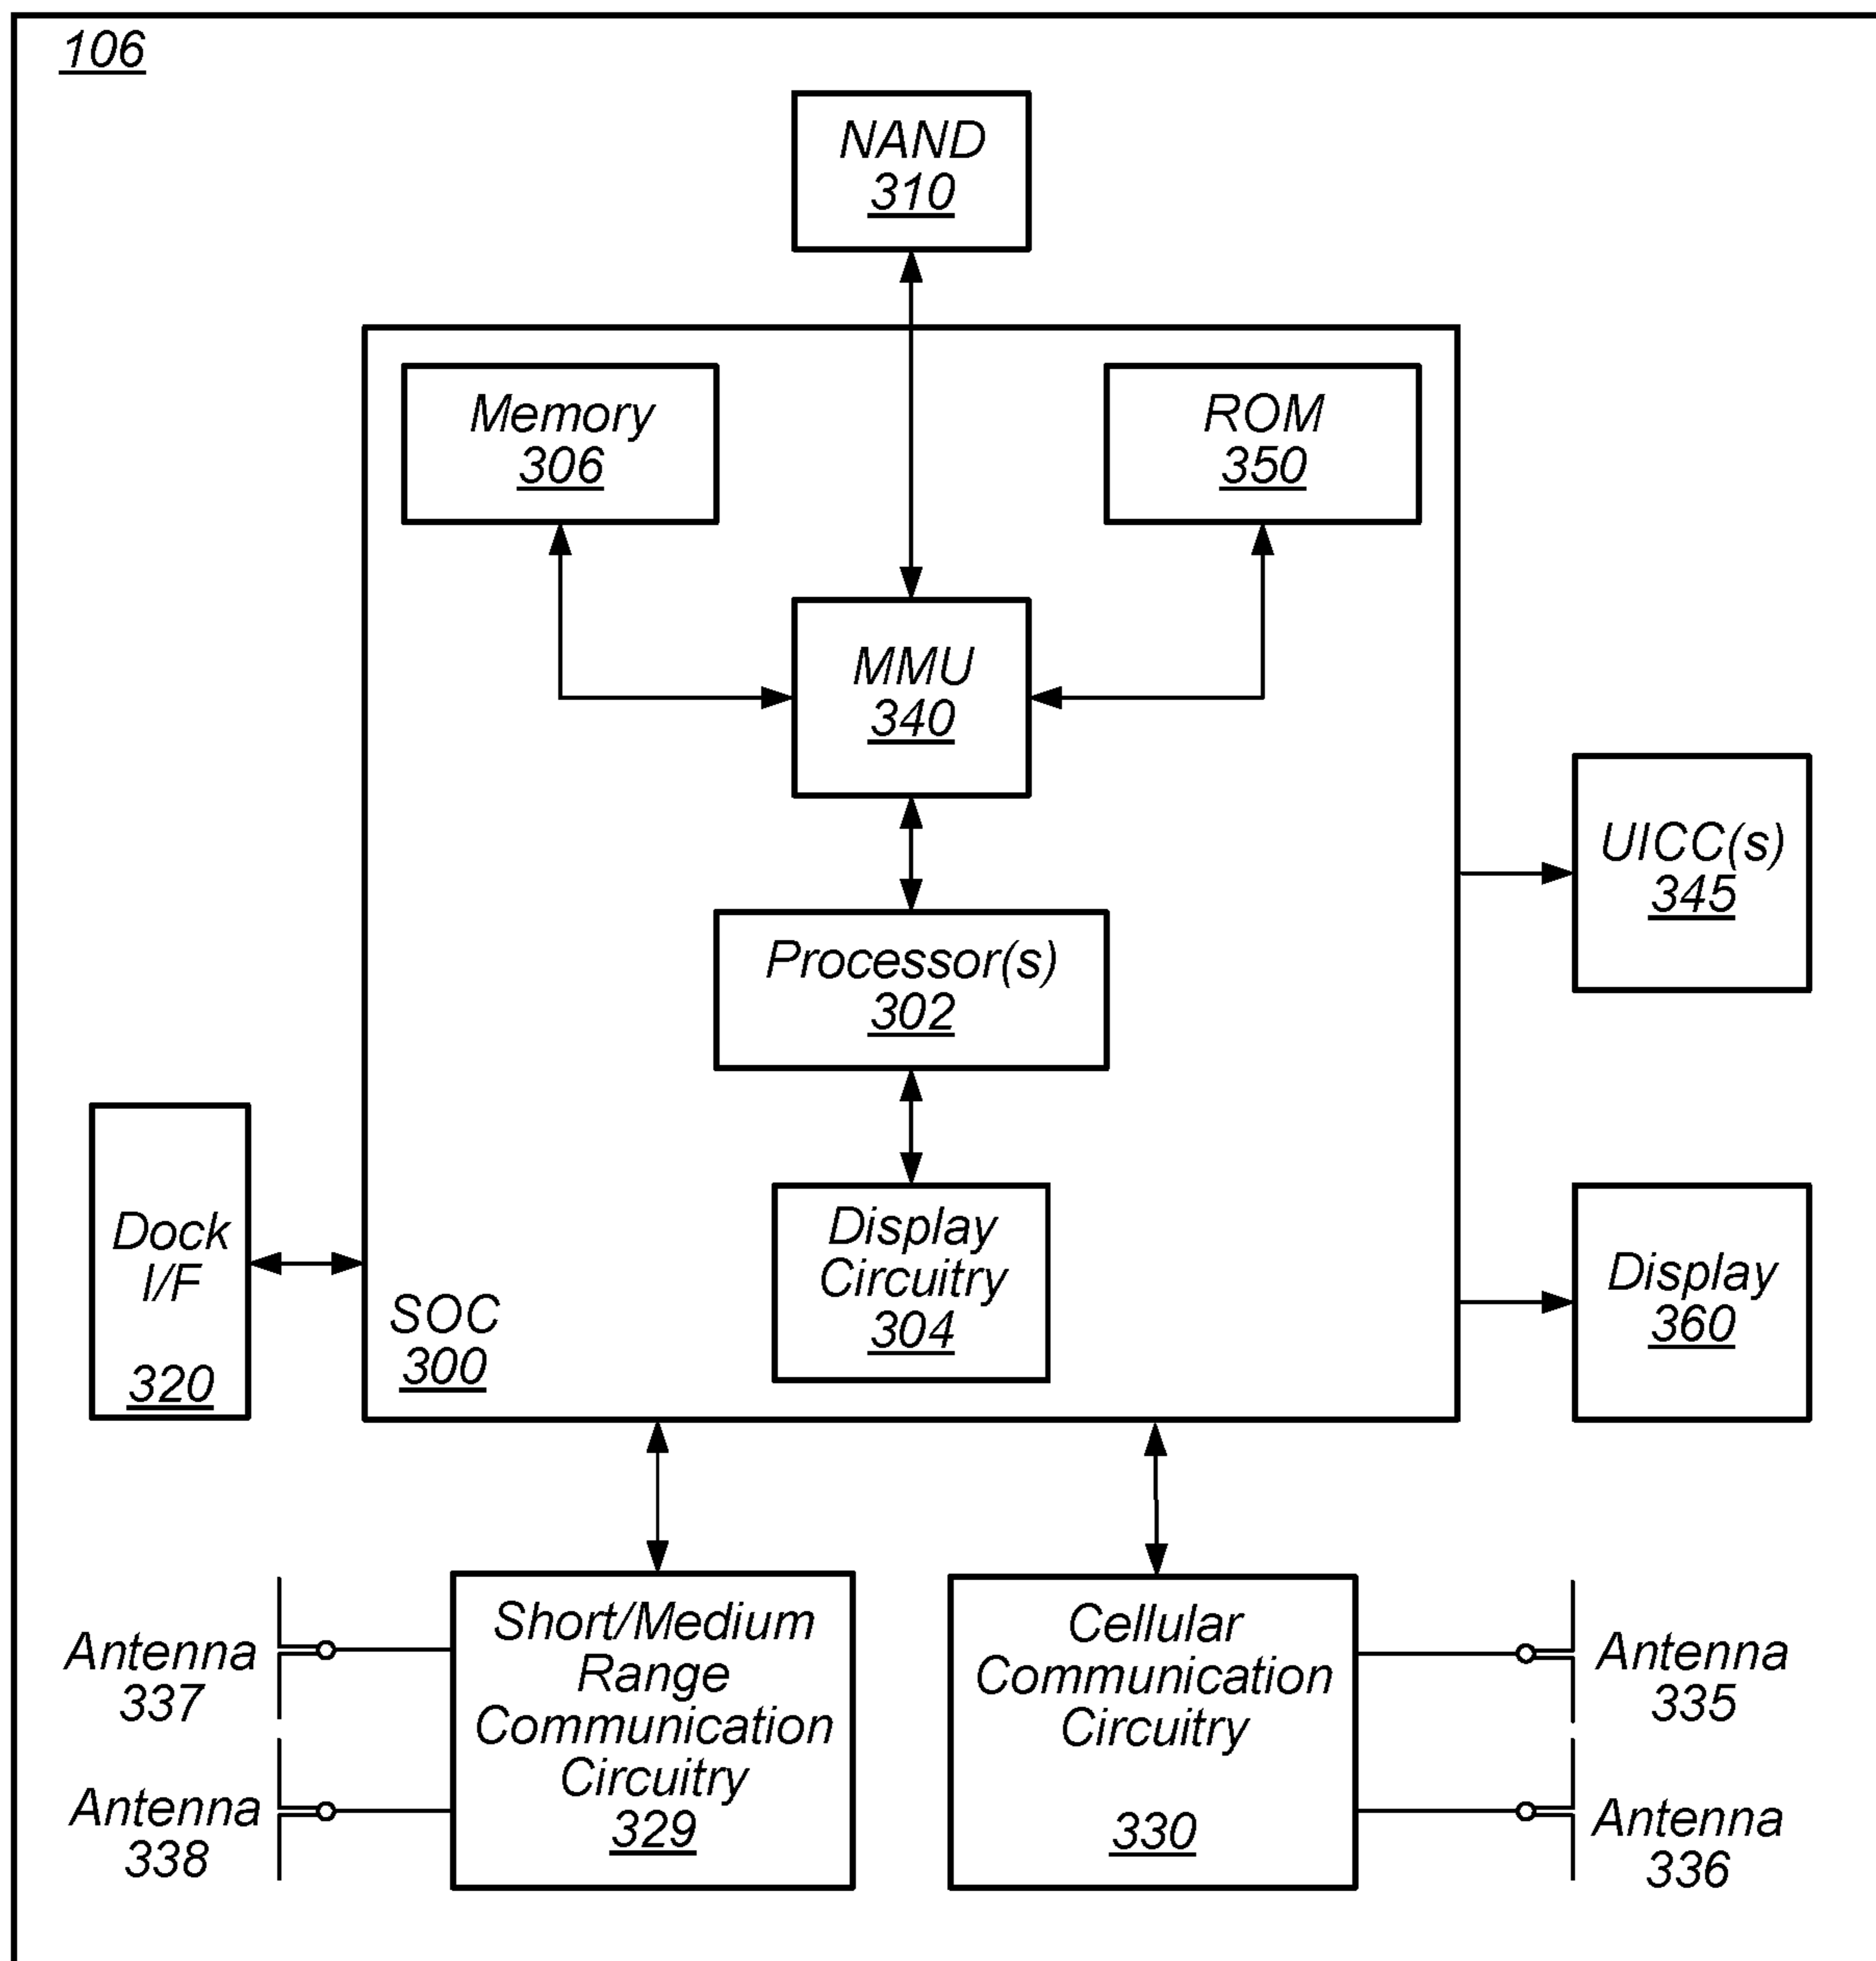 106
NAND
310
Memory
306
ROM
350
MMU
340
UICC(s)
345
Processor(s)
302
Dock
I/F
320
Display
Circuitry
304
SOC
300
Display
360
Short/Medium
Range
Communication
Circuitry
329
Cellular
Communication
Circuitry
330
Antenna
337
Antenna
338
Antenna
335
Antenna
336